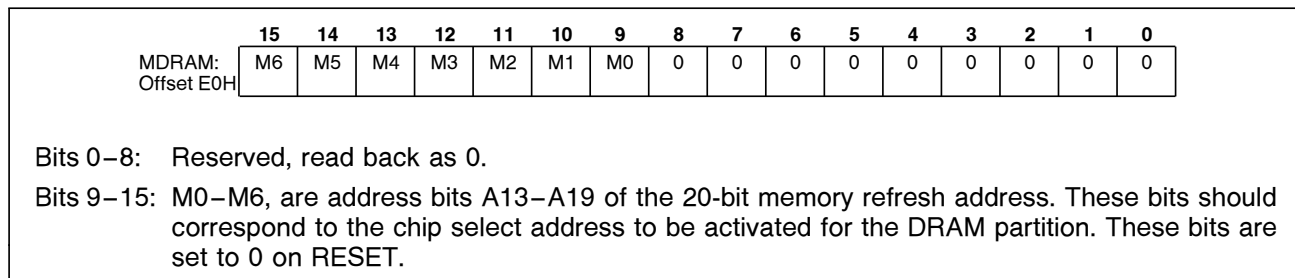 15 14 13 12 11 10 9 8 7 6 5 4 3 2 1 0
MDRAM: M6 M5 M4 M3 M2 M1 M0 0 0 0 0 0 0 0 0 0
Offset E0H
Bits 0–8: Reserved, read back as 0.
Bits 9–15: M0–M6, are address bits A13–A19 of the 20-bit memory refresh address. These bits should
correspond to the chip select address to be activated for the DRAM partition. These bits are
set to 0 on RESET.